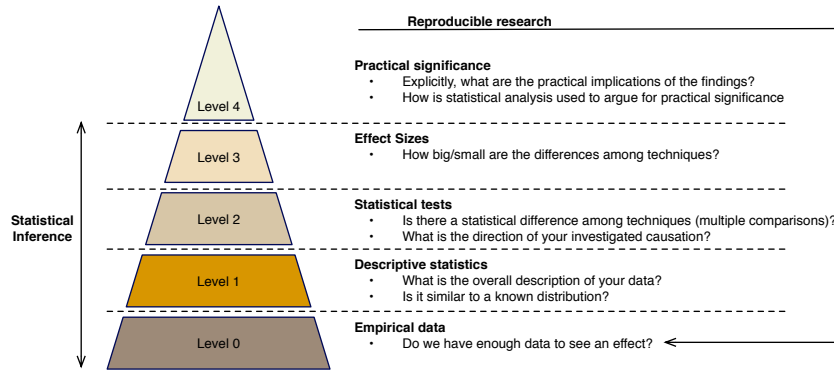 Reproducible research
Practical significance
• Explicitly, what are the practical implications of the findings?
• How is statistical analysis used to argue for practical significance
Level 4
Effect Sizes
• How big/small are the differences among techniques?
Level 3
Statistical tests
• Is there a statistical difference among techniques (multiple comparisons)?
• What is the direction of your investigated causation?
Level 2
Statistical
Inference
Descriptive statistics
• What is the overall description of your data?
• Is it similar to a known distribution?
Level 1
Empirical data
• Do we have enough data to see an effect?
Level 0